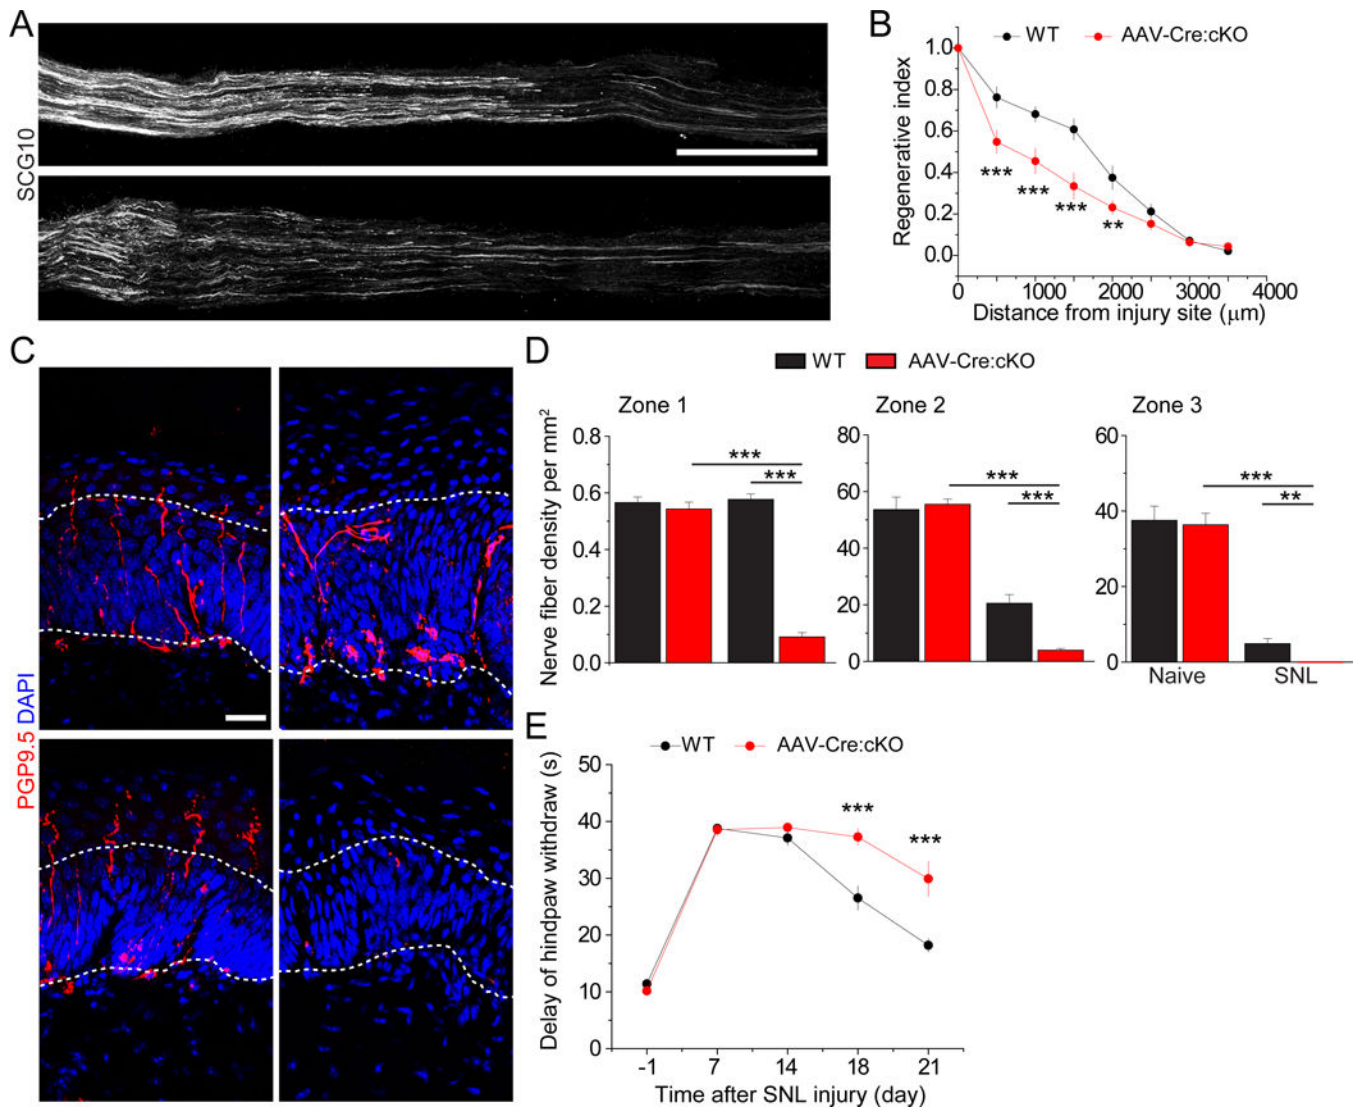 A
SCG10
B
WT AAV-Cre:cKO
Regenerative index
1.0
0.8
0.6
0.4
0.2
0.0
***
***
***
**
0 1000 2000 3000 4000
Distance from injury site (μm)
C
PGP9.5 DAPI
D
WT AAV-Cre:cKO
Nerve fiber density per mm²
Zone 1
0.8
0.6
0.4
0.2
0.0
***
***
Zone 2
80
60
40
20
0
***
***
Zone 3
60
40
20
0
***
**
Naive SNL
E
WT AAV-Cre:cKO
Delay of hindpaw withdraw (s)
50
40
30
20
10
0
***
***
-1 7 14 18 21
Time after SNL injury (day)